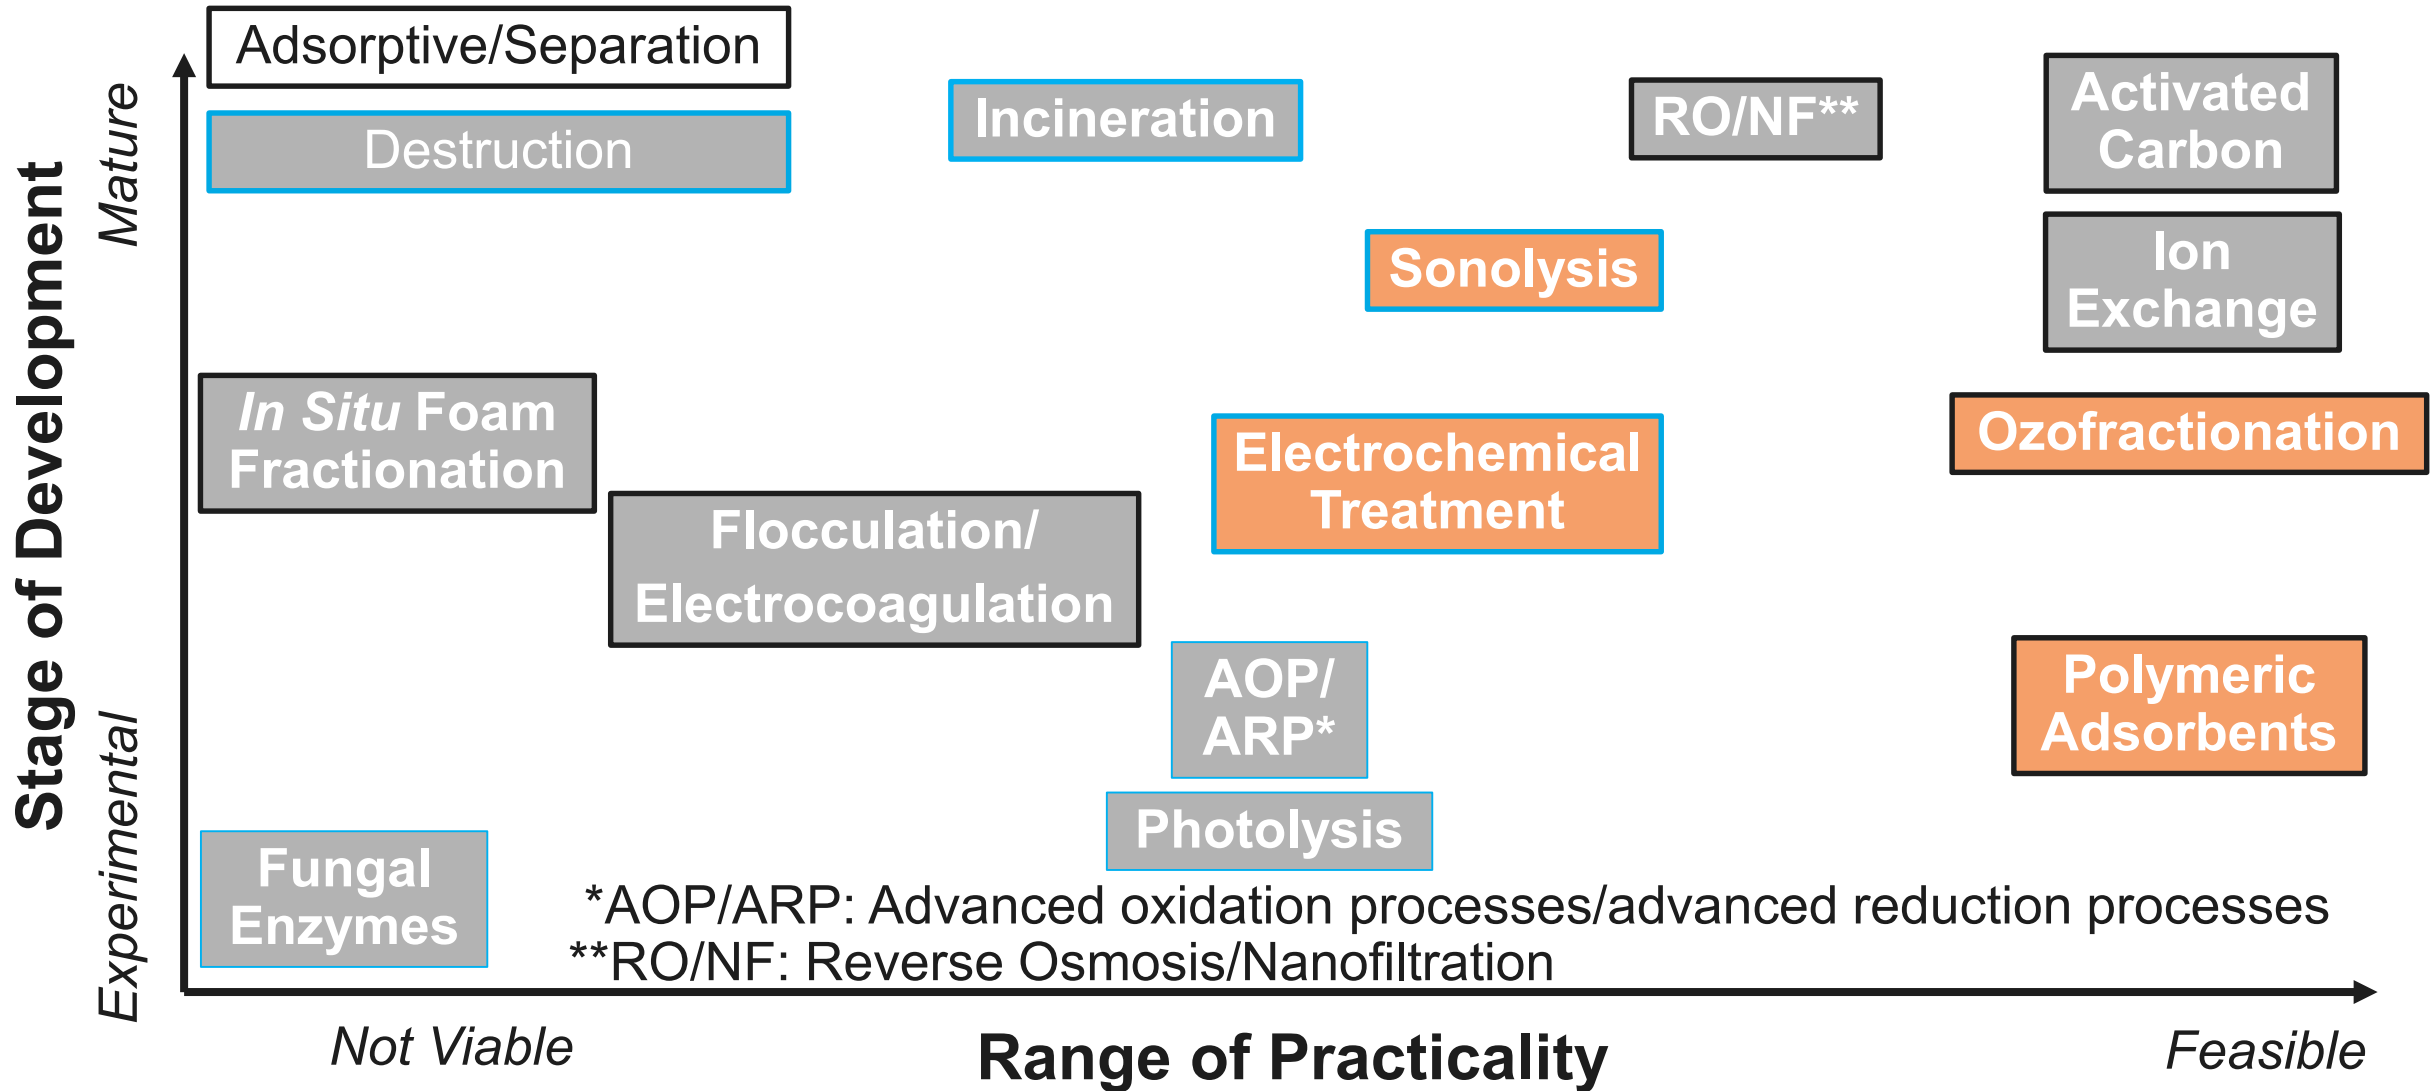 Adsorptive/Separation
Destruction
Incineration
RO/NF**
Activated
Carbon
Sonolysis
Ion
Exchange
In Situ Foam
Fractionation
Electrochemical
Treatment
Ozofractionation
Flocculation/
Electrocoagulation
AOP/
ARP*
Polymeric
Adsorbents
Photolysis
Fungal
Enzymes
*AOP/ARP: Advanced oxidation processes/advanced reduction processes
**RO/NF: Reverse Osmosis/Nanofiltration
Stage of Development
Mature
Experimental
Not Viable
Range of Practicality
Feasible